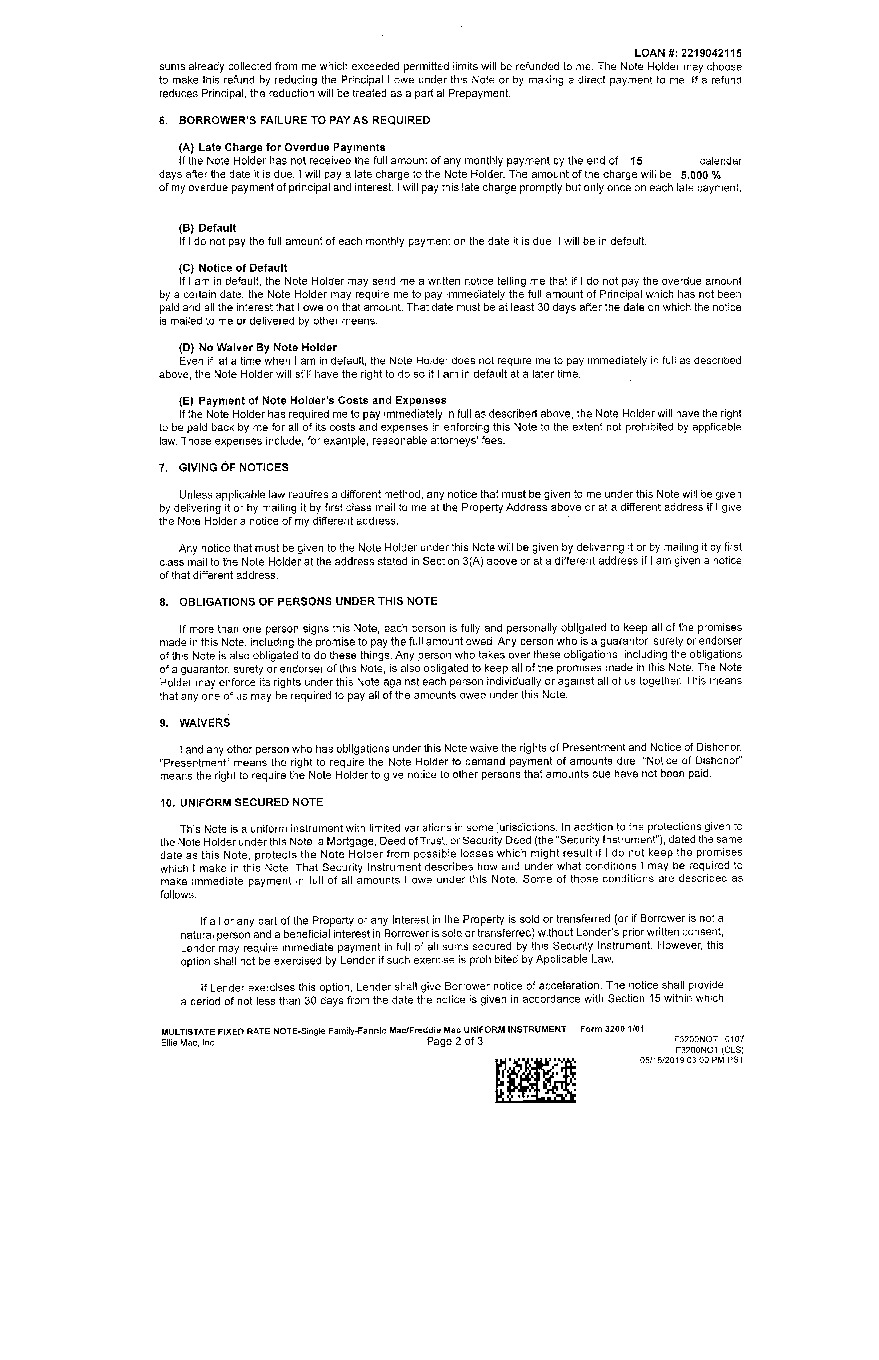 LOAN #: 2219042115
sums already collected from me which exceeded permitted limits will be refunded to me. The Note Holder may choose
to make this refund by reducing the Principal I owe under this Note or by making a direct payment to me. If a refund
reduces Principal, the reduction will be treated as a partial Prepayment.
6. BORROWER'S FAILURE TO PAY AS REQUIRED
(A) Late Charge for Overdue Payments
If the Note Holder has not received the full amount of any monthly payment by the end of 15 calendar
days after the date it is due, I will pay a late charge to the Note Holder. The amount of the charge will be 5.000 %
of my overdue payment of principal and interest. I will pay this late charge promptly but only once on each late payment.
(B) Default
If I do not pay the full amount of each monthly payment on the date it is due, I will be in default.
(C) Notice of Default
If I am in default, the Note Holder may send me a written notice telling me that if I do not pay the overdue amount
by a certain date, the Note Holder may require me to pay immediately the full amount of Principal which has not been
paid and all the interest that I owe on that amount. That date must be at least 30 days after the date on which the notice
is mailed to me or delivered by other means.
(D) No Waiver By Note Holder
Even if, at a time when I am in default, the Note Holder does not require me to pay immediately in full as described
above, the Note Holder will still have the right to do so if I am in default at a later time.
(E) Payment of Note Holder's Costs and Expenses
If the Note Holder has required me to pay immediately in full as described above, the Note Holder will have the right
to be paid back by me for all of its costs and expenses in enforcing this Note to the extent not prohibited by applicable
law. Those expenses include, for example, reasonable attorneys' fees.
7. GIVING OF NOTICES
Unless applicable law requires a different method, any notice that must be given to me under this Note will be given
by delivering it or by mailing it by first class mail to me at the Property Address above or at a different address if I give
the Note Holder a notice of my different address.
Any notice that must be given to the Note Holder under this Note will be given by delivering it or by mailing it by first
class mail to the Note Holder at the address stated in Section 3(A) above or at a different address if I am given a notice
of that different address.
8. OBLIGATIONS OF PERSONS UNDER THIS NOTE
If more than one person signs this Note, each person is fully and personally obligated to keep all of the promises
made in this Note, including the promise to pay the full amount owed. Any person who is a guarantor, surety or endorser
of this Note is also obligated to do these things. Any person who takes over these obligations, including the obligations
of a guarantor, surety or endorser of this Note, is also obligated to keep all of the promises made in this Note. The Note
Holder may enforce its rights under this Note against each person individually or against all of us together. This means
that any one of us may be required to pay all of the amounts owed under this Note.
9. WAIVERS
I and any other person who has obligations under this Note waive the rights of Presentment and Notice of Dishonor.
"Presentment" means the right to require the Note Holder to demand payment of amounts due. "Notice of Dishonor"
means the right to require the Note Holder to give notice to other persons that amounts due have not been paid.
10. UNIFORM SECURED NOTE
This Note is a uniform instrument with limited variations in some jurisdictions. In addition to the protections given to
the Note Holder under this Note, a Mortgage, Deed of Trust, or Security Deed (the "Security Instrument"), dated the same
date as this Note, protects the Note Holder from possible losses which might result if I do not keep the promises
which I make in this Note. That Security Instrument describes how and under what conditions I may be required to
make immediate payment in full of all amounts I owe under this Note. Some of those conditions are described as
follows:
If all or any part of the Property or any Interest in the Property is sold or transferred (or if Borrower is not a
natural person and a beneficial interest in Borrower is sold or transferred) without Lender's prior written consent,
Lender may require immediate payment in full of all sums secured by this Security Instrument. However, this
option shall not be exercised by Lender if such exercise is prohibited by Applicable Law.
If Lender exercises this option, Lender shall give Borrower notice of acceleration. The notice shall provide
a period of not less than 30 days from the date the notice is given in accordance with Section 15 within which
MULTISTATE FIXED RATE NOTE-Single Family-Fannie Mae/Freddie Mac UNIFORM INSTRUMENT Form 3200 1/01
Ellie Mae, Inc.
Page 2 of 3
F3200NOT 0107
F3200NOT (CLS)
03:00 PM PST